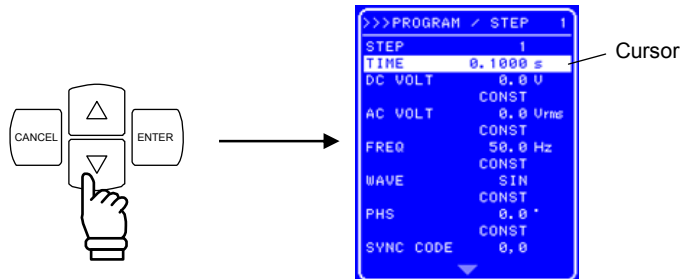 CANCEL
△
ENTER
▽
>>>PROGRAM / STEP 1
STEP 1
TIME 0.1000 s
DC VOLT 0.0 V
CONST
AC VOLT 0.0 Vrms
CONST
FREQ 50.0 Hz
CONST
WAVE SIN
CONST
PHS 0.0 °
CONST
SYNC CODE 0,0
Cursor